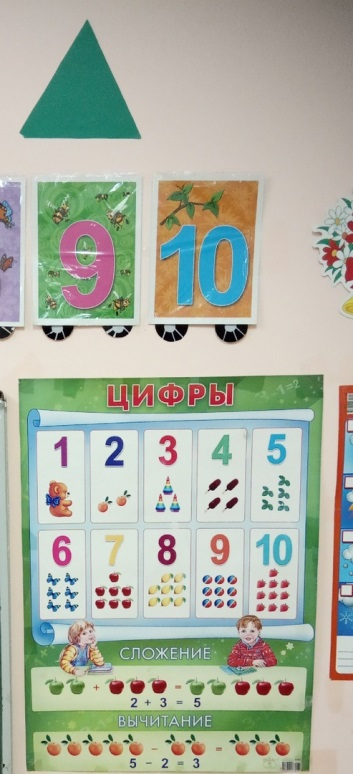 9 10
ЦИФРЫ
1 2 3 4 5
6 7 8 9 10
СЛОЖЕНИЕ
+ =
2 + 3 = 5
ВЫЧИТАНИЕ
- =
5 - 2 = 3